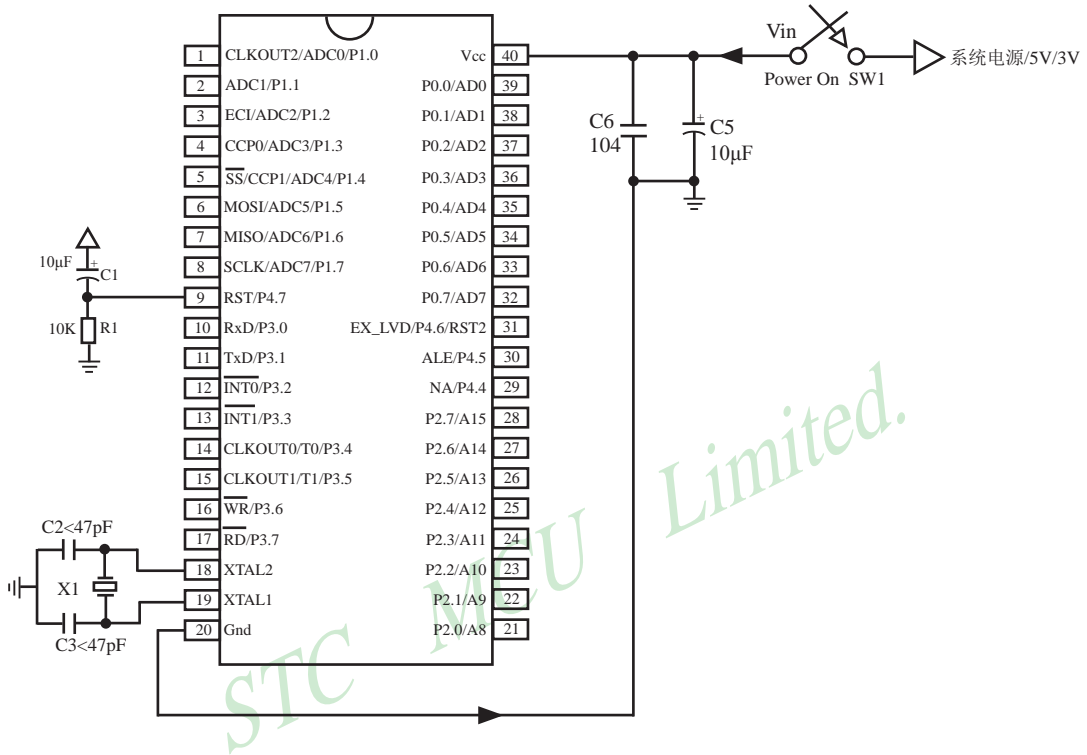 1 CLKOUT2/ADC0/P1.0
2 ADC1/P1.1
3 ECI/ADC2/P1.2
4 CCP0/ADC3/P1.3
5 SS/CCP1/ADC4/P1.4
6 MOSI/ADC5/P1.5
7 MISO/ADC6/P1.6
8 SCLK/ADC7/P1.7
9 RST/P4.7
10 RxD/P3.0
11 TxD/P3.1
12 INT0/P3.2
13 INT1/P3.3
14 CLKOUT0/T0/P3.4
15 CLKOUT1/T1/P3.5
16 WR/P3.6
17 RD/P3.7
18 XTAL2
19 XTAL1
20 Gnd
Vcc 40
P0.0/AD0 39
P0.1/AD1 38
P0.2/AD2 37
P0.3/AD3 36
P0.4/AD4 35
P0.5/AD5 34
P0.6/AD6 33
P0.7/AD7 32
EX_LVD/P4.6/RST2 31
ALE/P4.5 30
NA/P4.4 29
P2.7/A15 28
P2.6/A14 27
P2.5/A13 26
P2.4/A12 25
P2.3/A11 24
P2.2/A10 23
P2.1/A9 22
P2.0/A8 21
10μF + C1
10K R1
C2<47pF
X1
C3<47pF
Vin
Power On SW1
系统电源/5V/3V
C6
104
+ C5
10μF
STC MCU Limited.